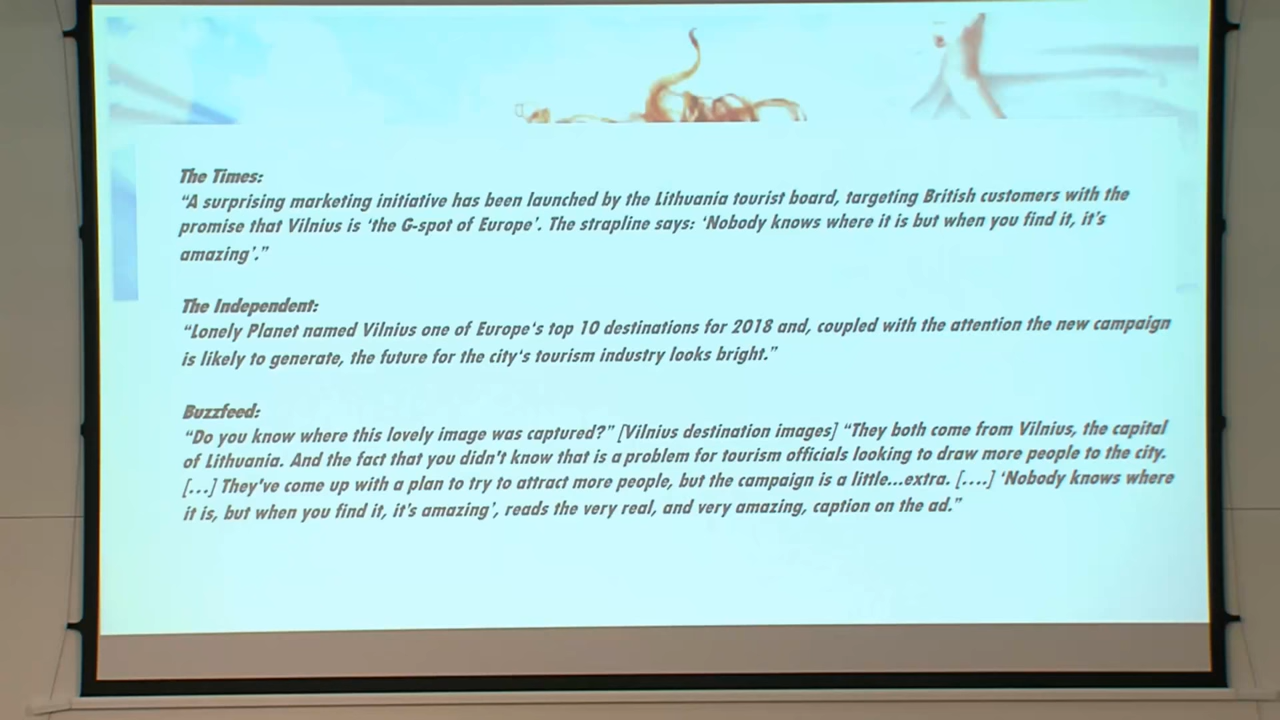 The Times:
“A surprising marketing initiative has been launched by the Lithuania tourist board, targeting British customers with the
promise that Vilnius is ‘the G-spot of Europe’. The strapline says: ‘Nobody knows where it is but when you find it, it’s
amazing’.”
The Independent:
“Lonely Planet named Vilnius one of Europe's top 10 destinations for 2018 and, coupled with the attention the new campaign
is likely to generate, the future for the city's tourism industry looks bright.”
Buzzfeed:
“Do you know where this lovely image was captured?” [Vilnius destination images] “They both come from Vilnius, the capital
of Lithuania. And the fact that you didn't know that is a problem for tourism officials looking to draw more people to the city.
[...] They've come up with a plan to try to attract more people, but the campaign is a little...extra. [....] ‘Nobody knows where
it is, but when you find it, it’s amazing’, reads the very real, and very amazing, caption on the ad.”